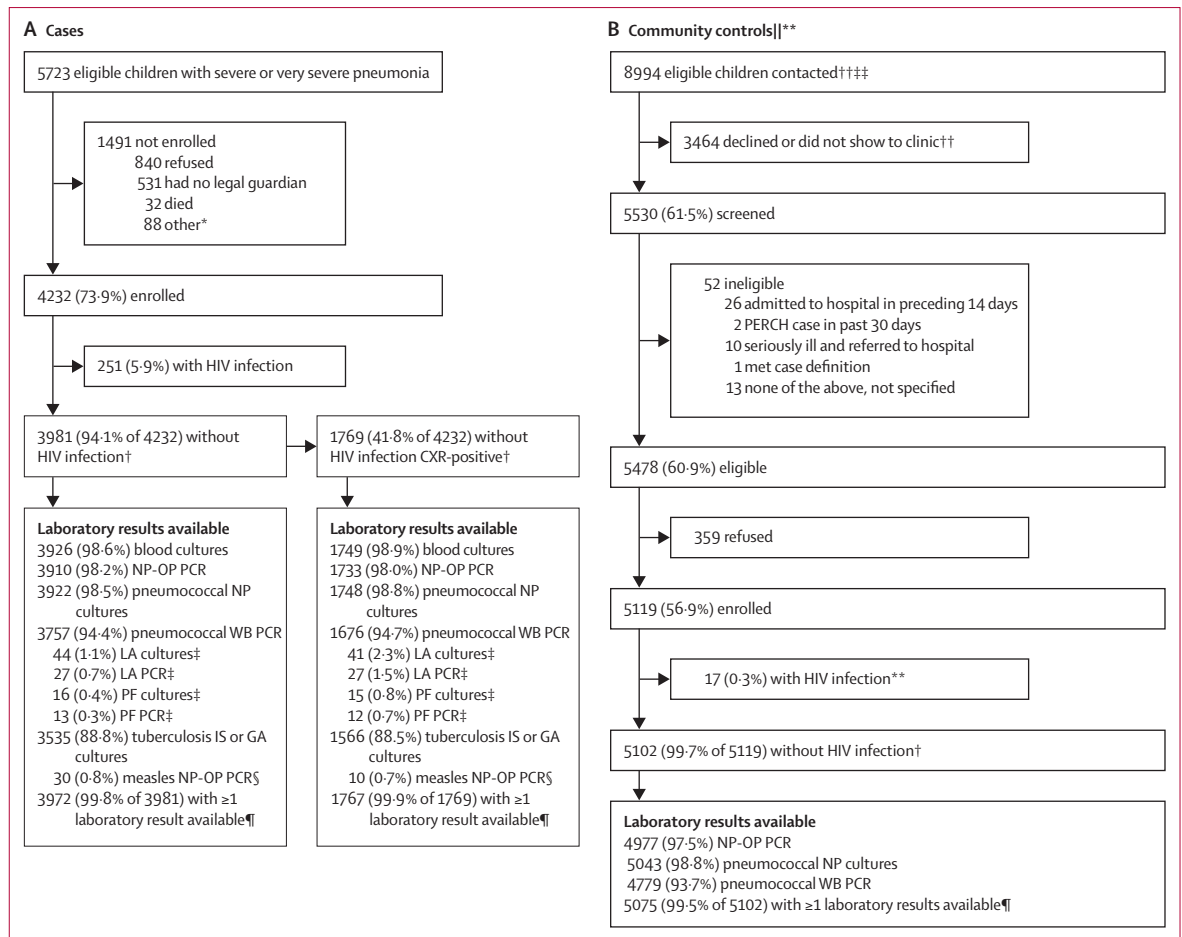 A Cases
5723 eligible children with severe or very severe pneumonia
1491 not enrolled
840 refused
531 had no legal guardian
32 died
88 other*
4232 (73·9%) enrolled
251 (5·9%) with HIV infection
3981 (94·1% of 4232) without
HIV infection†
1769 (41·8% of 4232) without
HIV infection CXR-positive†
Laboratory results available
3926 (98·6%) blood cultures
3910 (98·2%) NP-OP PCR
3922 (98·5%) pneumococcal NP
cultures
3757 (94·4%) pneumococcal WB PCR
44 (1·1%) LA cultures‡
27 (0·7%) LA PCR‡
16 (0·4%) PF cultures‡
13 (0·3%) PF PCR‡
3535 (88·8%) tuberculosis IS or GA
cultures
30 (0·8%) measles NP-OP PCR§
3972 (99·8% of 3981) with ≥1
laboratory result available¶
Laboratory results available
1749 (98·9%) blood cultures
1733 (98·0%) NP-OP PCR
1748 (98·8%) pneumococcal NP
cultures
1676 (94·7%) pneumococcal WB PCR
41 (2·3%) LA cultures‡
27 (1·5%) LA PCR‡
15 (0·8%) PF cultures‡
12 (0·7%) PF PCR‡
1566 (88.5%) tuberculosis IS or GA
cultures
10 (0·7%) measles NP-OP PCR§
1767 (99·9% of 1769) with ≥1
laboratory result available¶
B Community controls||**
8994 eligible children contacted††‡‡
3464 declined or did not show to clinic††
5530 (61·5%) screened
52 ineligible
26 admitted to hospital in preceding 14 days
2 PERCH case in past 30 days
10 seriously ill and referred to hospital
1 met case definition
13 none of the above, not specified
5478 (60·9%) eligible
359 refused
5119 (56·9%) enrolled
17 (0·3%) with HIV infection**
5102 (99·7% of 5119) without HIV infection†
Laboratory results available
4977 (97·5%) NP-OP PCR
5043 (98·8%) pneumococcal NP cultures
4779 (93·7%) pneumococcal WB PCR
5075 (99·5% of 5102) with ≥1 laboratory results available¶